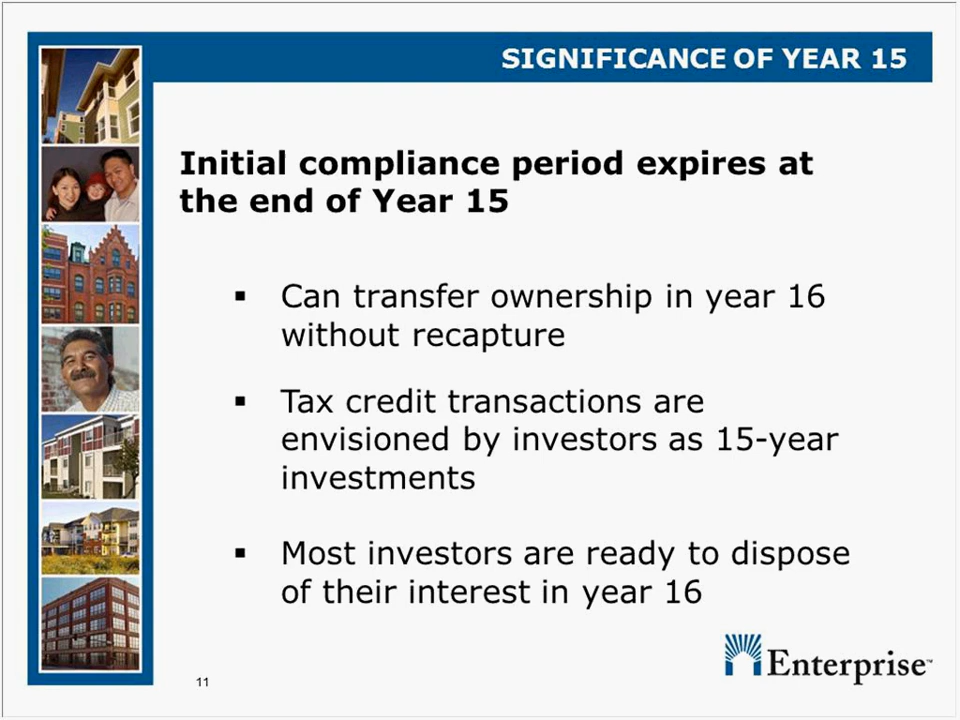 SIGNIFICANCE OF YEAR 15
Initial compliance period expires at
the end of Year 15
▪ Can transfer ownership in year 16
without recapture
▪ Tax credit transactions are
envisioned by investors as 15-year
investments
▪ Most investors are ready to dispose
of their interest in year 16
Enterprise™
11